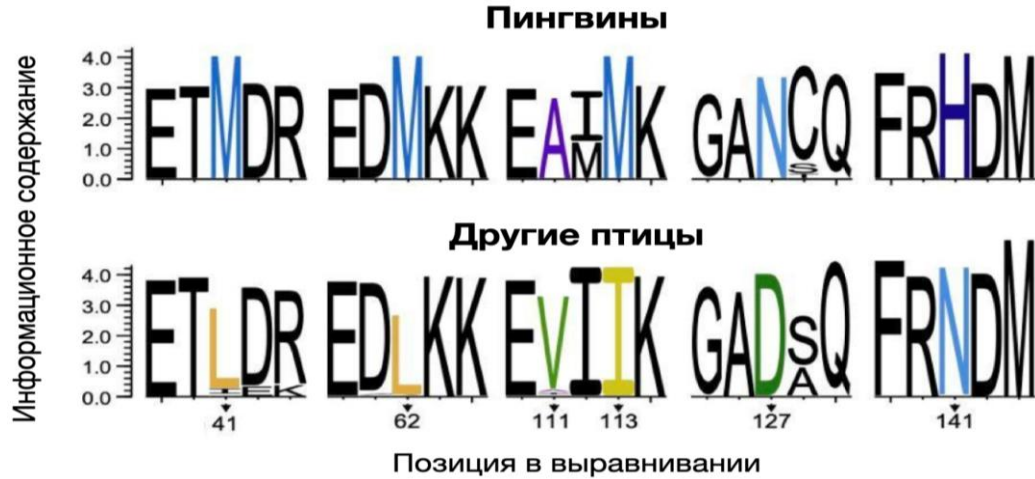 Пингвины
Информационное содержание
4.0
3.0
2.0
1.0
0.0
ETMDR EDMKK EAIMK GANCQ FRHDM
M S
Другие птицы
4.0
3.0
2.0
1.0
0.0
ETLDR EDLKK EVIIK GADSQ FRNDM
I E K A
41 62 111 113 127 141
Позиция в выравнивании